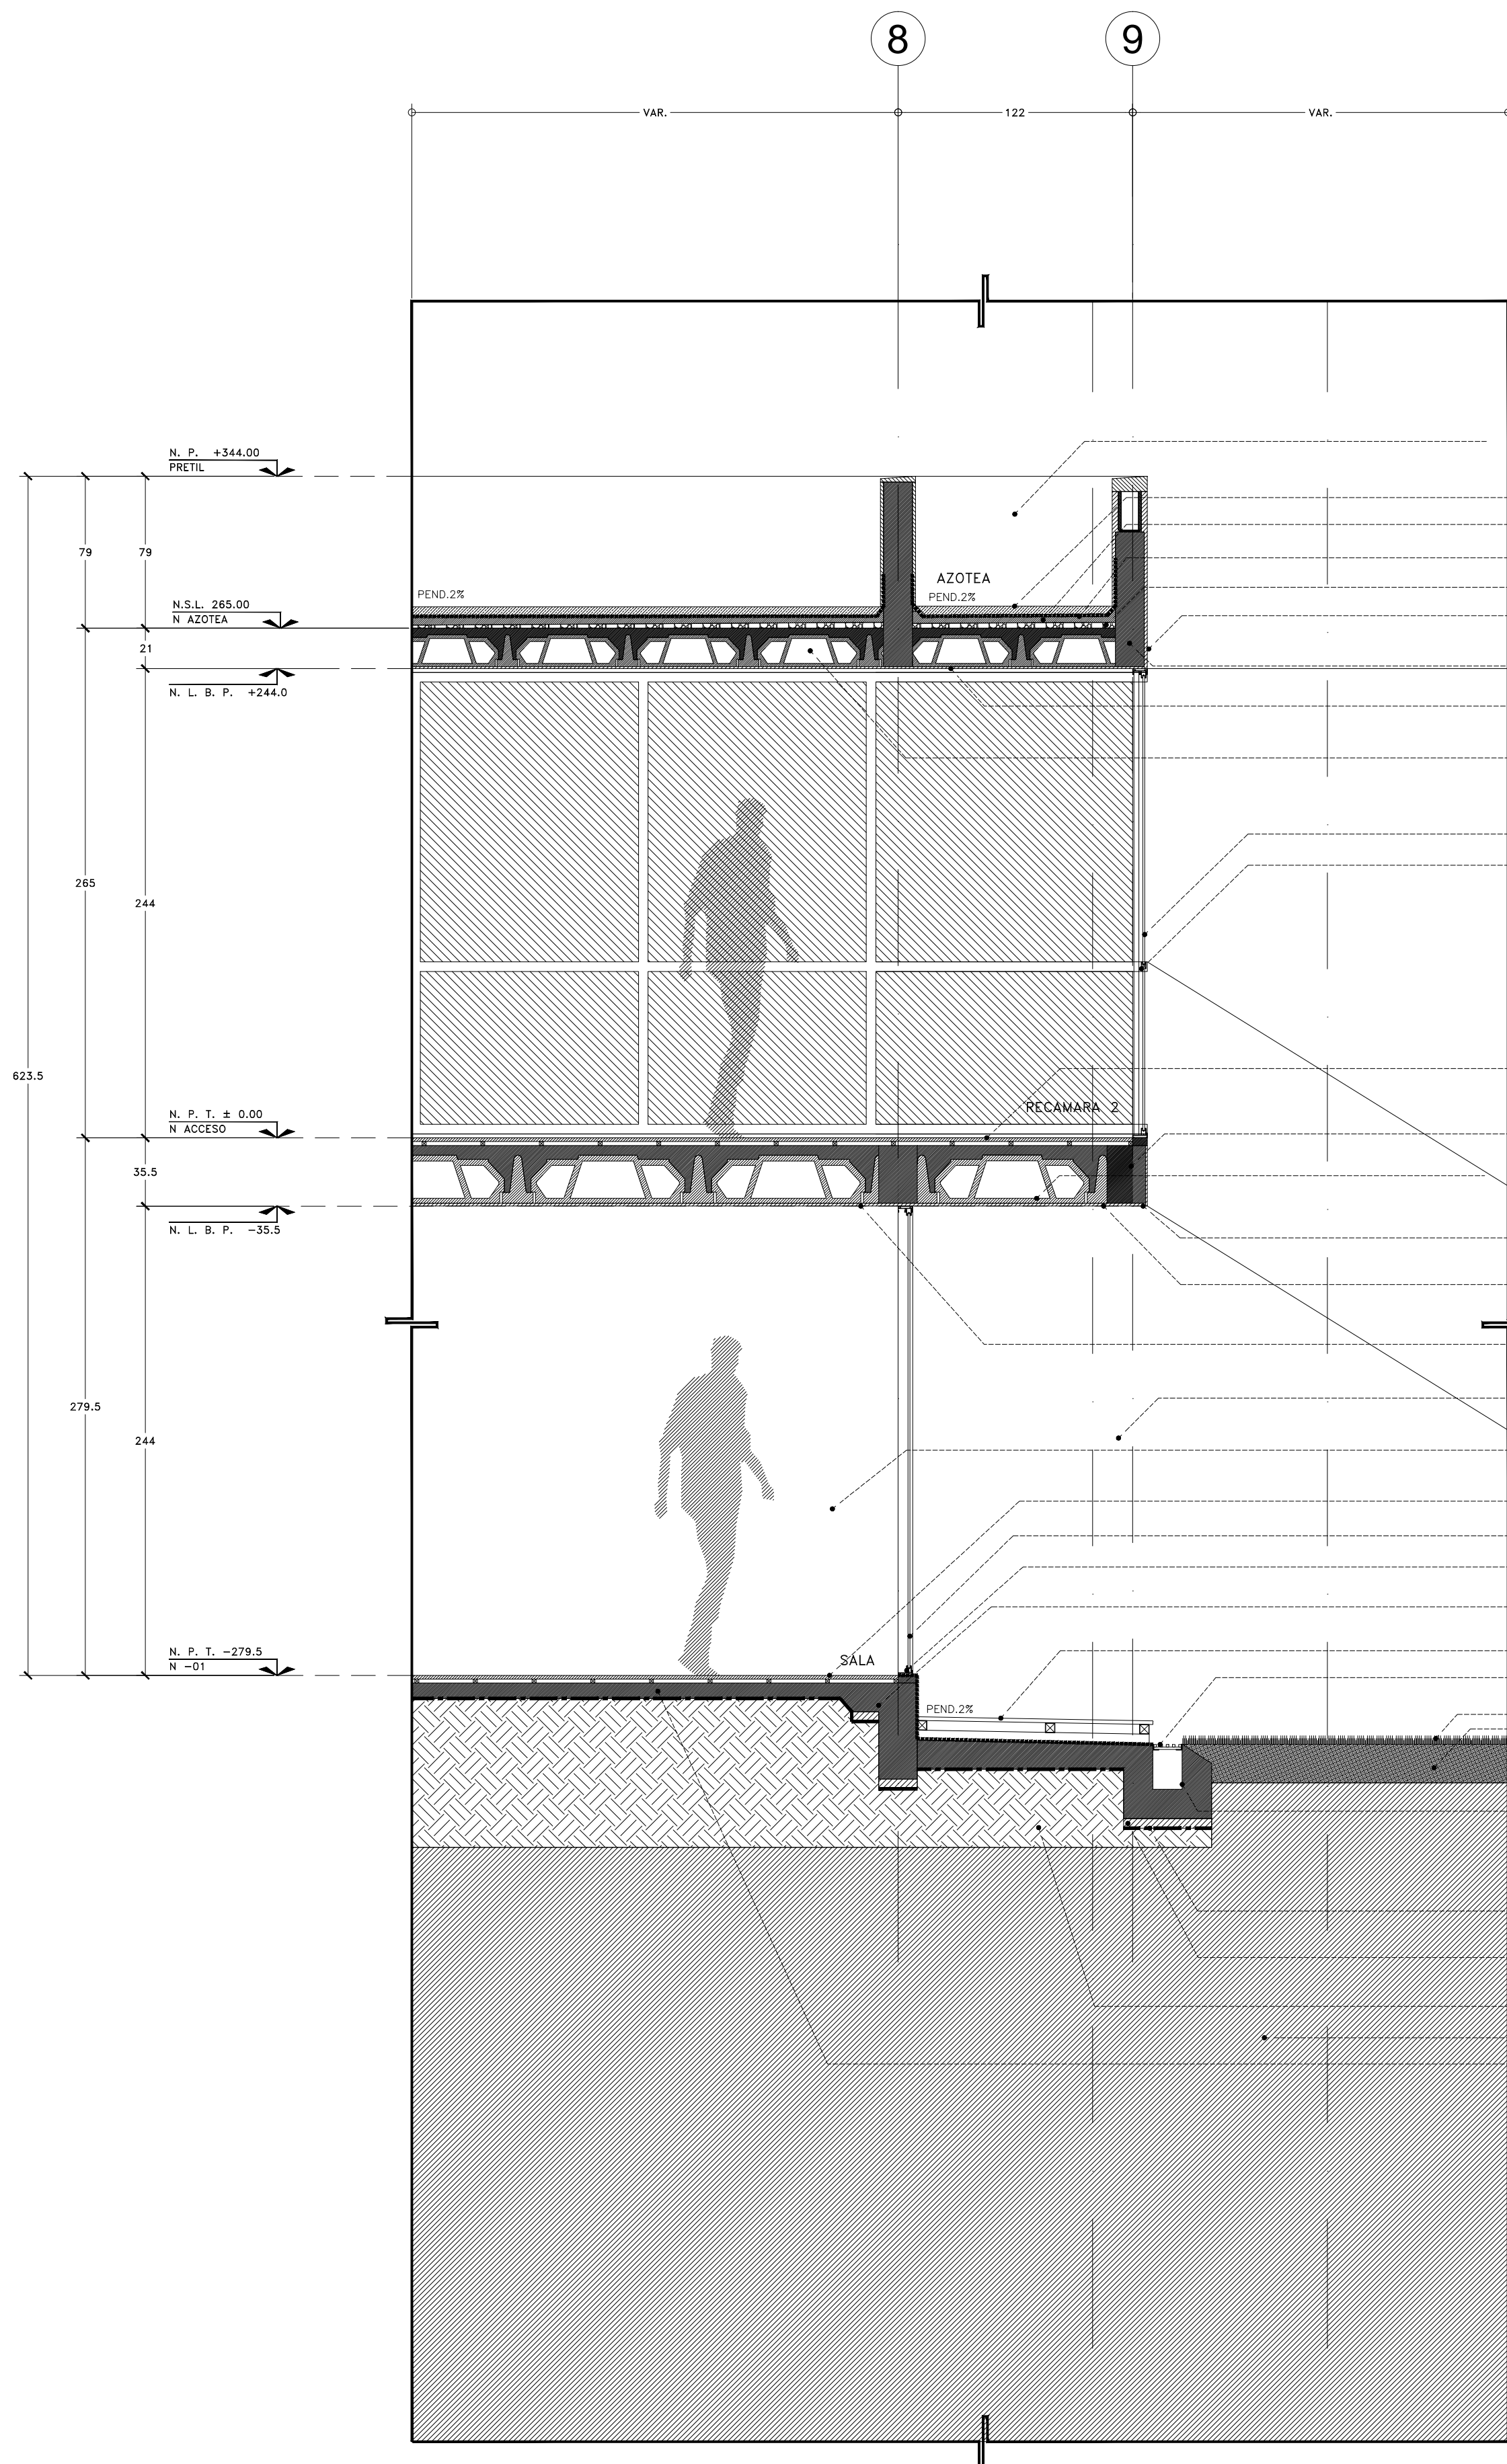 8
9
VAR.
122
VAR.
N. P. +344.00
PRETIL
79
79
AZOTEA
PEND.2%
PEND.2%
N.S.L. 265.00
N AZOTEA
21
N. L. B. P. +244.0
265
244
623.5
RECAMARA 2
N. P. T. ± 0.00
N ACCESO
35.5
N. L. B. P. −35.5
279.5
244
N. P. T. −279.5
N −01
SALA
PEND.2%